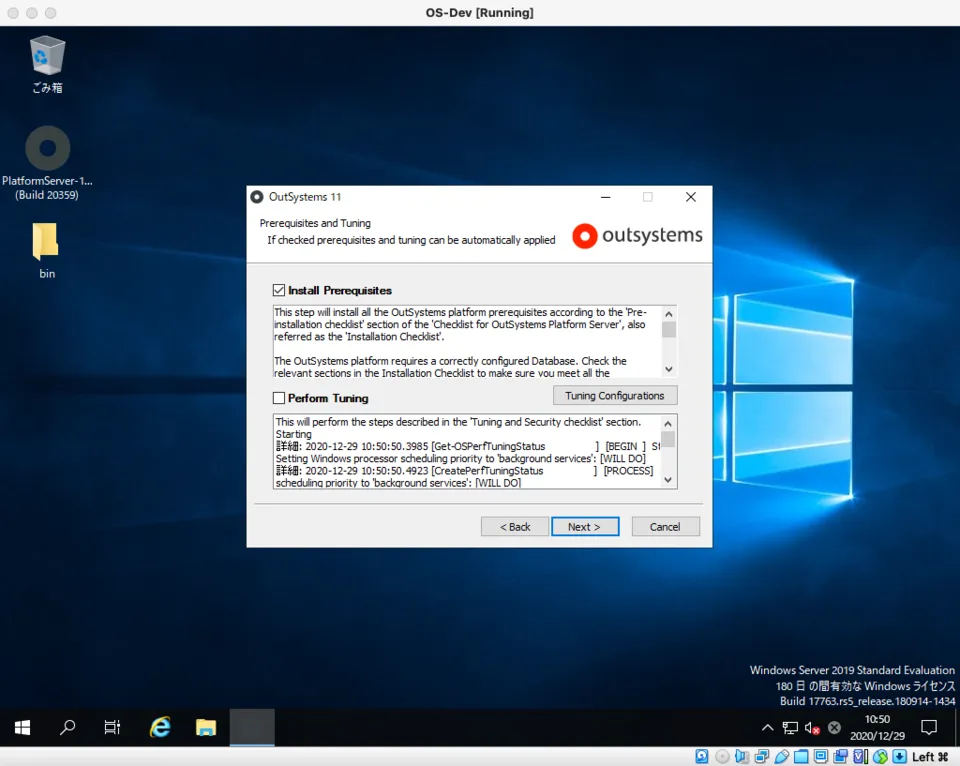 OS-Dev [Running]
ごみ箱
PlatformServer-1...
(Build 20359)
bin
OutSystems 11
Prerequisites and Tuning
If checked prerequisites and tuning can be automatically applied
outsystems
Install Prerequisites
This step will install all the OutSystems platform prerequisites according to the 'Pre-
installation checklist' section of the 'Checklist for OutSystems Platform Server', also
referred as the 'Installation Checklist'.
The OutSystems platform requires a correctly configured Database. Check the
relevant sections in the Installation Checklist to make sure you meet all the
Perform Tuning
Tuning Configurations
This will perform the steps described in the 'Tuning and Security checklist' section.
Starting
詳細: 2020-12-29 10:50:50.3985 [Get-OSPerfTuningStatus ] [BEGIN ] St
Setting Windows processor scheduling priority to 'background services': [WILL DO]
詳細: 2020-12-29 10:50:50.4923 [CreatePerfTuningStatus ] [PROCESS]
scheduling priority to 'background services': [WILL DO]
< Back
Next >
Cancel
Windows Server 2019 Standard Evaluation
180 日 の間有効な Windows ライセンス
Build 17763.rs5_release.180914-1434
10:50
2020/12/29
Left ⌘